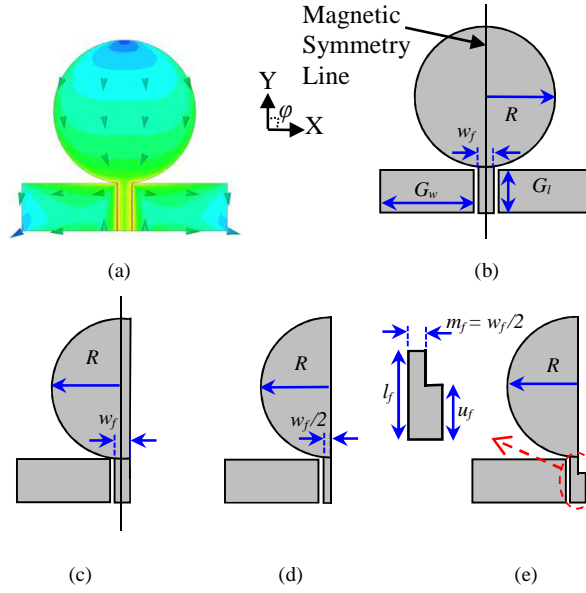 Magnetic
Symmetry
Line
Y
φ
X
R
w_f
G_w
G_l
(a)
(b)
m_f = w_f/2
R
R
R
l_f
u_f
w_f
w_f/2
(c)
(d)
(e)